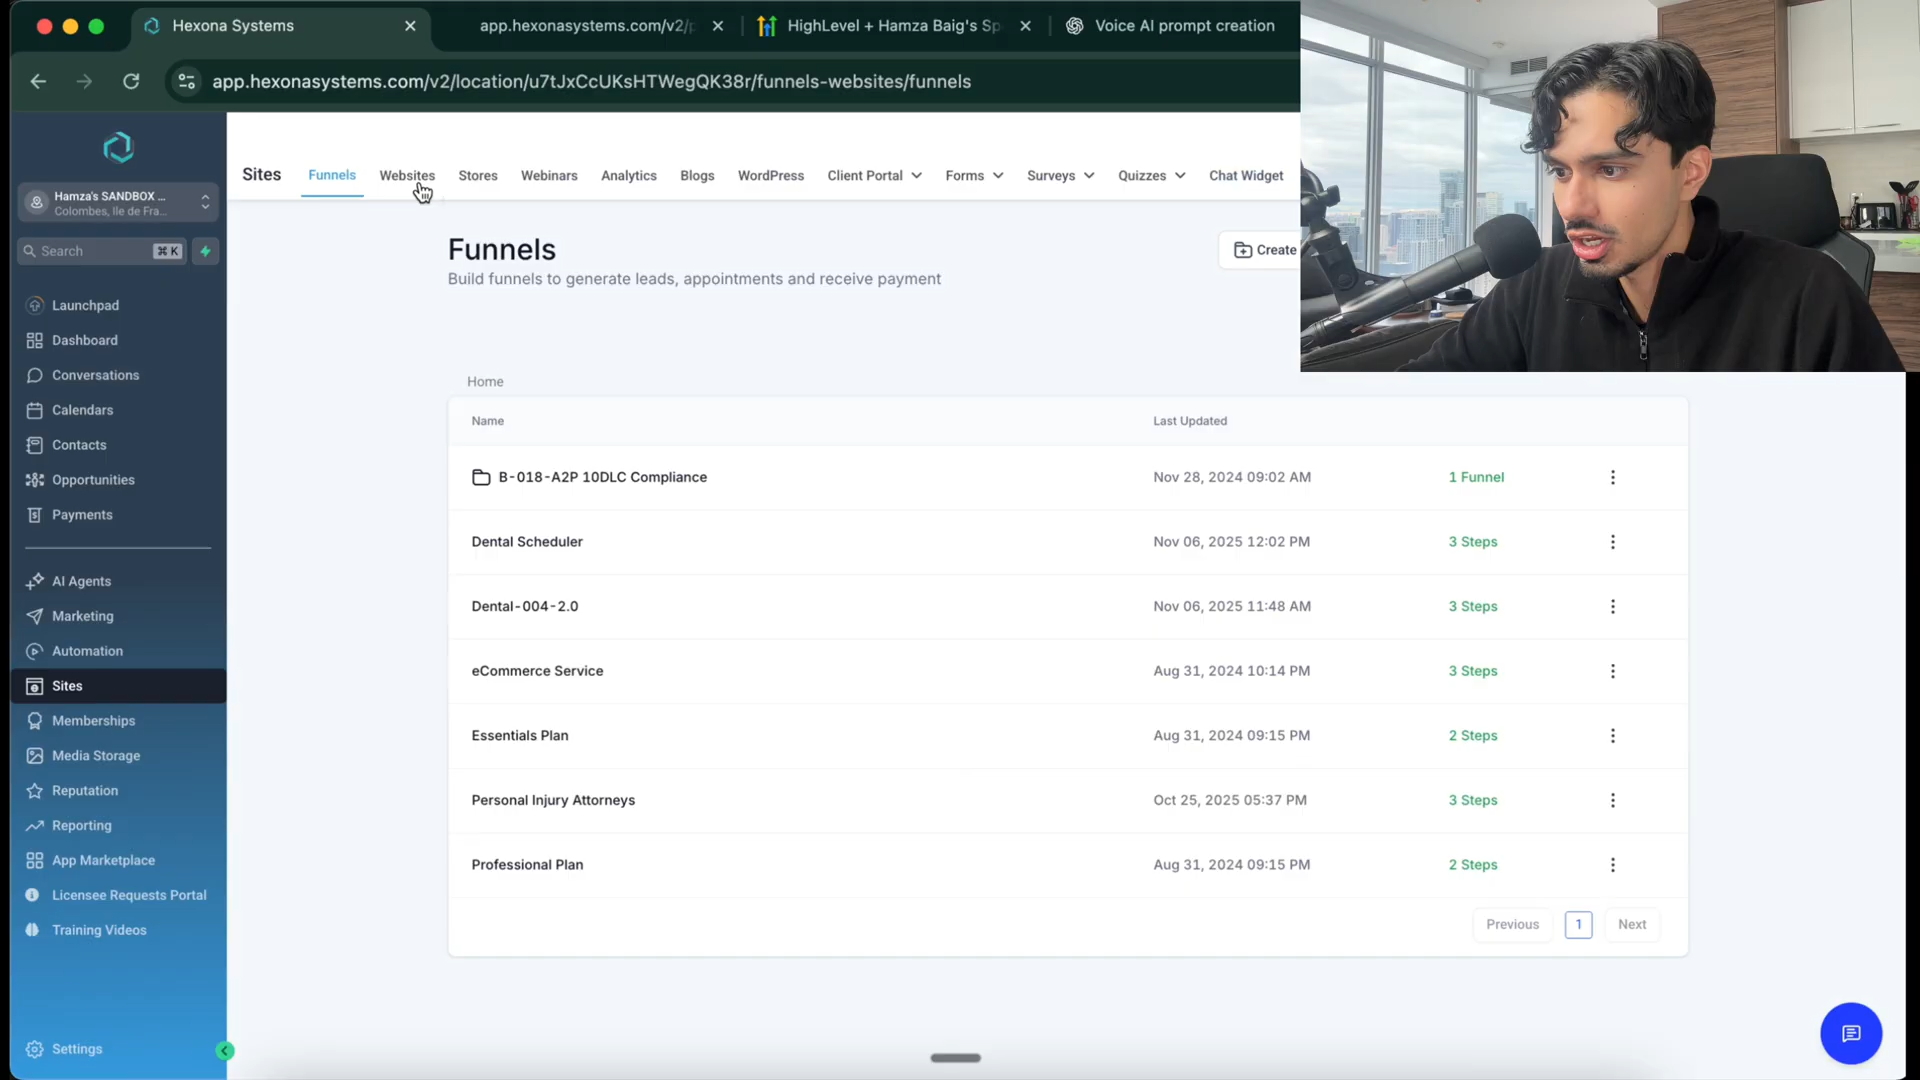 Hexona Systems
app.hexonasystems.com/v2/p
HighLevel + Hamza Baig's Sp
Voice AI prompt creation
app.hexonasystems.com/v2/location/u7tJxCcUKsHTWegQK38r/funnels-websites/funnels
Hamza's SANDBOX ...
Colombes, Ile de Fra...
Search
⌘ K
Launchpad
Dashboard
Conversations
Calendars
Contacts
Opportunities
Payments
AI Agents
Marketing
Automation
Sites
Memberships
Media Storage
Reputation
Reporting
App Marketplace
Licensee Requests Portal
Training Videos
Settings
Sites
Funnels
Websites
Stores
Webinars
Analytics
Blogs
WordPress
Client Portal
Forms
Surveys
Quizzes
Chat Widget
Funnels
Build funnels to generate leads, appointments and receive payment
Create
Home
Name
Last Updated
B-018-A2P 10DLC Compliance
Nov 28, 2024 09:02 AM
1 Funnel
Dental Scheduler
Nov 06, 2025 12:02 PM
3 Steps
Dental-004-2.0
Nov 06, 2025 11:48 AM
3 Steps
eCommerce Service
Aug 31, 2024 10:14 PM
3 Steps
Essentials Plan
Aug 31, 2024 09:15 PM
2 Steps
Personal Injury Attorneys
Oct 25, 2025 05:37 PM
3 Steps
Professional Plan
Aug 31, 2024 09:15 PM
2 Steps
Previous
1
Next